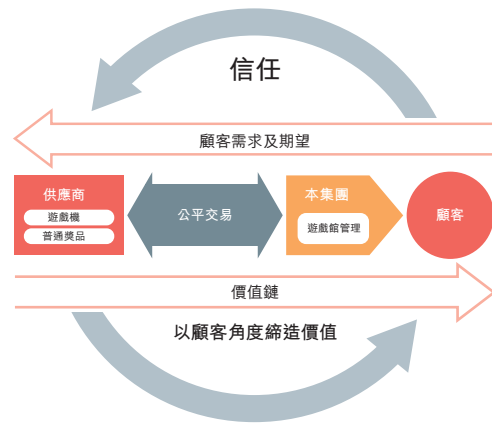 信任
顧客需求及期望
供應商
遊戲機
普通獎品
公平交易
本集團
遊戲館管理
顧客
價值鏈
以顧客角度締造價值